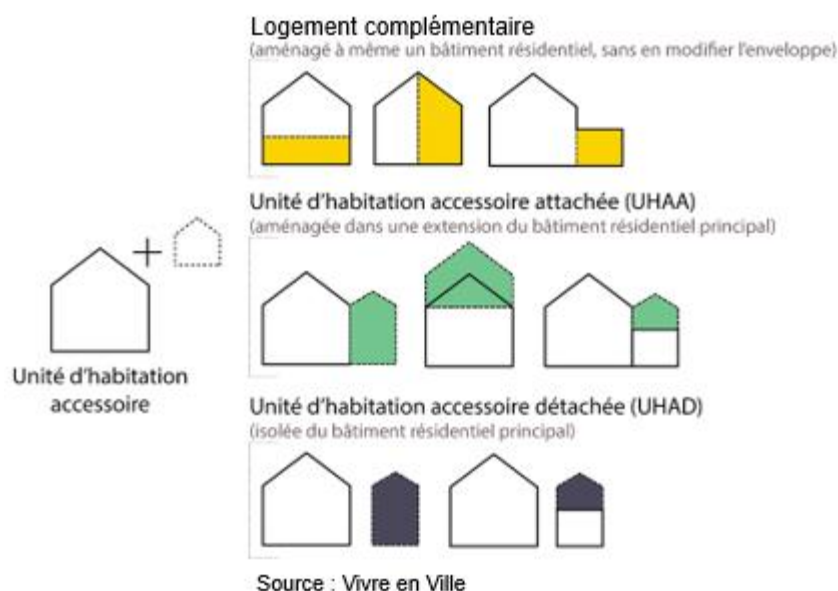 Logement complémentaire
(aménagé à même un bâtiment résidentiel, sans en modifier l'enveloppe)
Unité d'habitation accessoire attachée (UHAA)
(aménagée dans une extension du bâtiment résidentiel principal)
Unité d'habitation
accessoire
Unité d'habitation accessoire détachée (UHAD)
(isolée du bâtiment résidentiel principal)
Source : Vivre en Ville